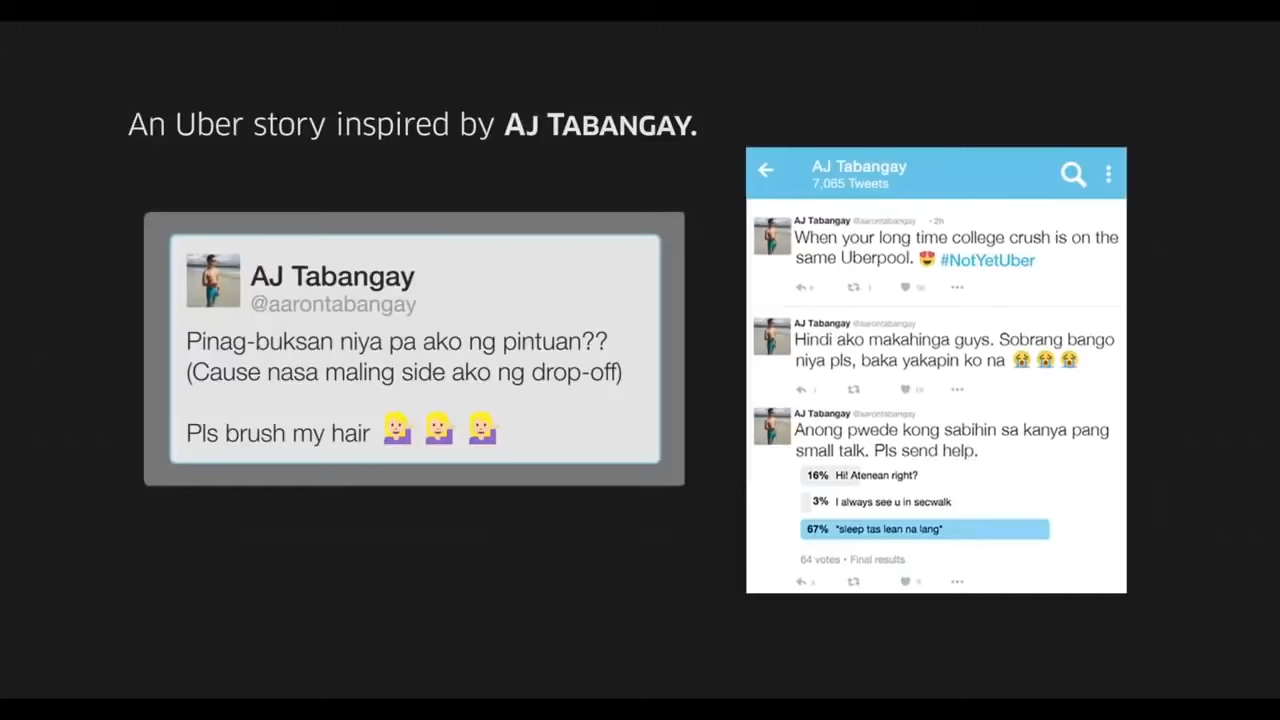 An Uber story inspired by AJ TABANGAY.
AJ Tabangay
@aarontabangay
Pinag-buksan niya pa ako ng pintuan??
(Cause nasa maling side ako ng drop-off)
Pls brush my hair 💁🏼 💁🏼 💁🏼
AJ Tabangay
7,065 Tweets
AJ Tabangay @aarontabangay · 2h
When your long time college crush is on the
same Uberpool. 😍 #NotYetUber
AJ Tabangay @aarontabangay
Hindi ako makahinga guys. Sobrang bango
niya pls, baka yakapin ko na 😭 😭 😭
AJ Tabangay @aarontabangay
Anong pwede kong sabihin sa kanya pang
small talk. Pls send help.
16% Hi! Atenean right?
3% I always see u in secwalk
67% *sleep tas lean na lang*
64 votes • Final results